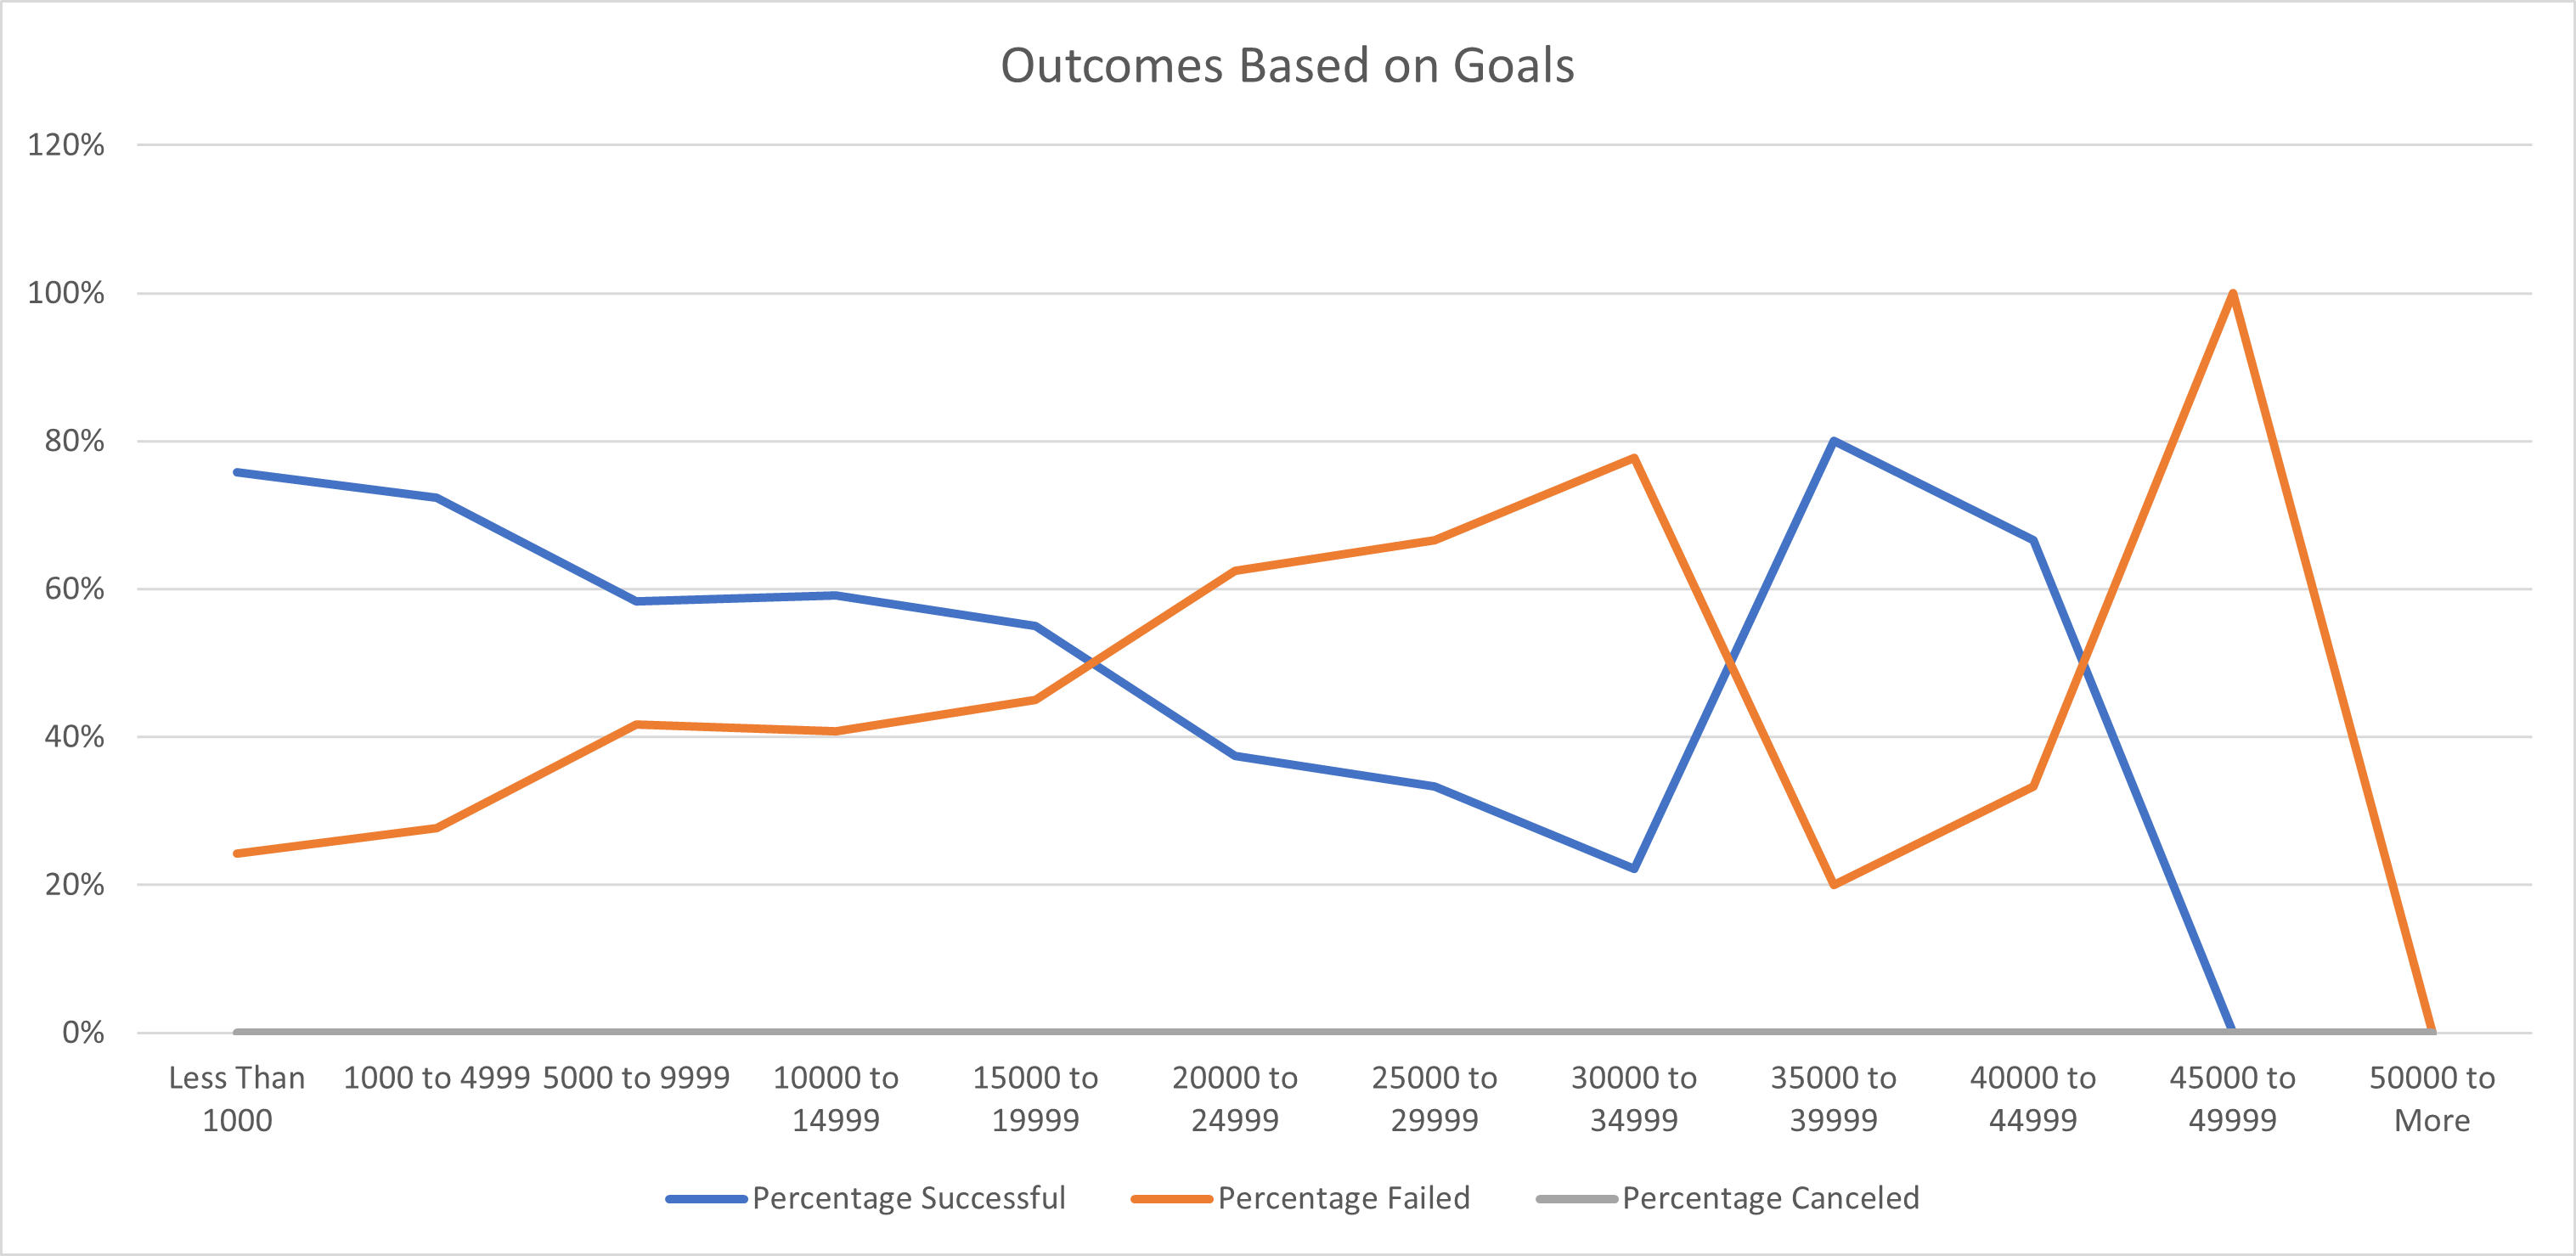 Outcomes Based on Goals
120%
100%
80%
60%
40%
20%
0%
Less Than
1000
1000 to 4999
5000 to 9999
10000 to
14999
15000 to
19999
20000 to
24999
25000 to
29999
30000 to
34999
35000 to
39999
40000 to
44999
45000 to
49999
50000 to
More
Percentage Successful
Percentage Failed
Percentage Canceled